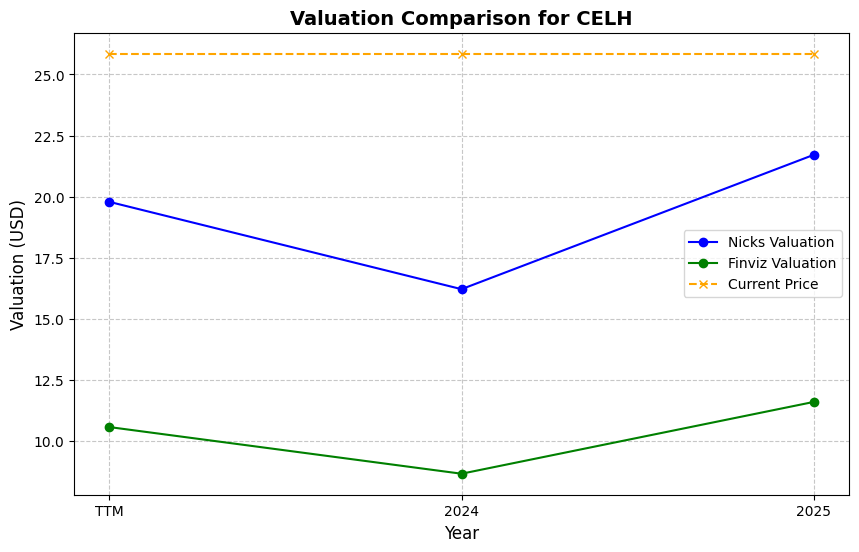 Valuation Comparison for CELH
25.0
22.5
20.0
17.5
15.0
12.5
10.0
Valuation (USD)
Nicks Valuation
Finviz Valuation
Current Price
TTM 2024 2025
Year